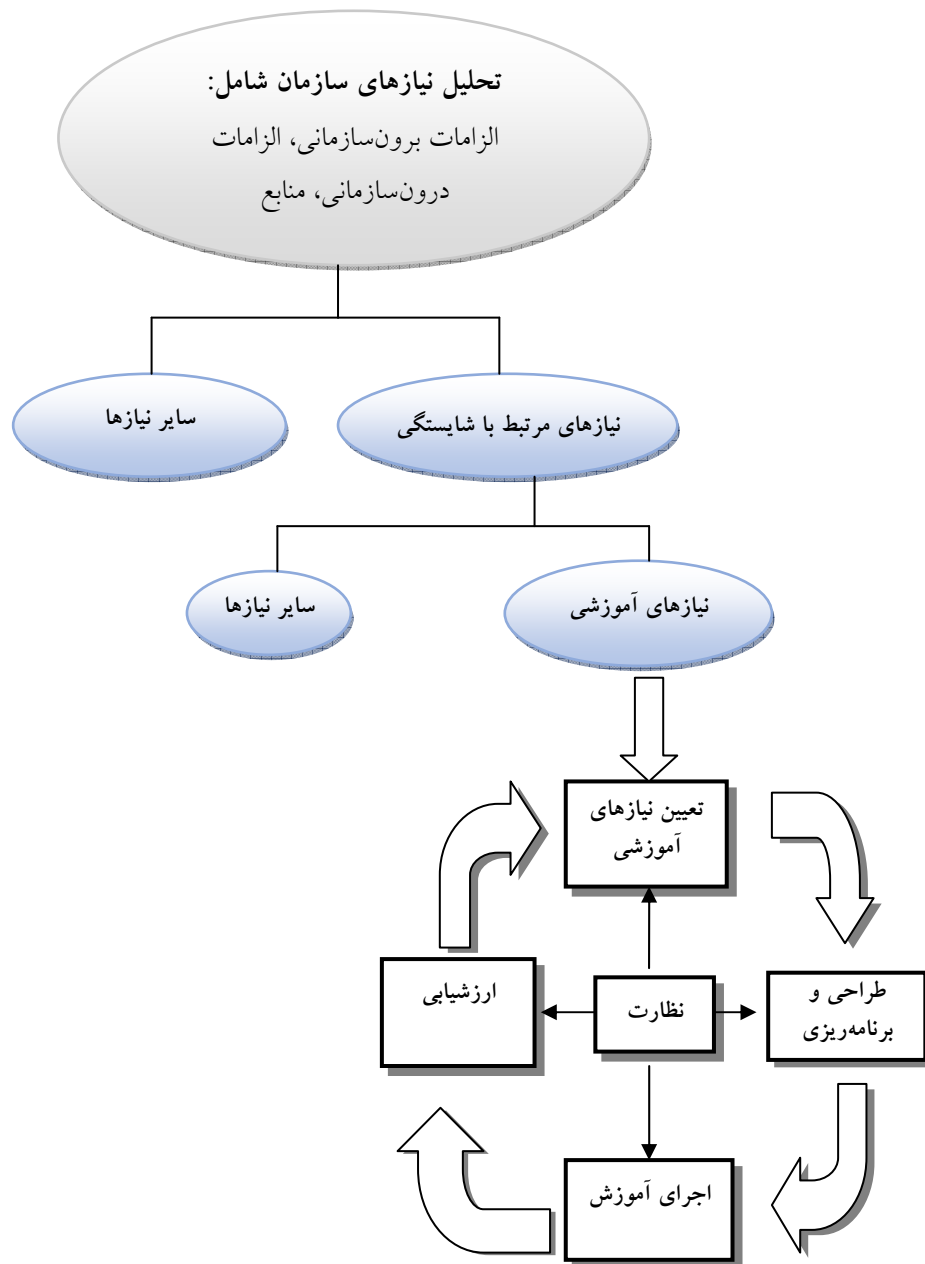 تحلیل نیازهای سازمان شامل:
الزامات برون‌سازمانی، الزامات
درون‌سازمانی، منابع
نیازهای مرتبط با شایستگی
سایر نیازها
نیازهای آموزشی
سایر نیازها
تعیین نیازهای
آموزشی
طراحی و
برنامه‌ریزی
نظارت
ارزشیابی
اجرای آموزش